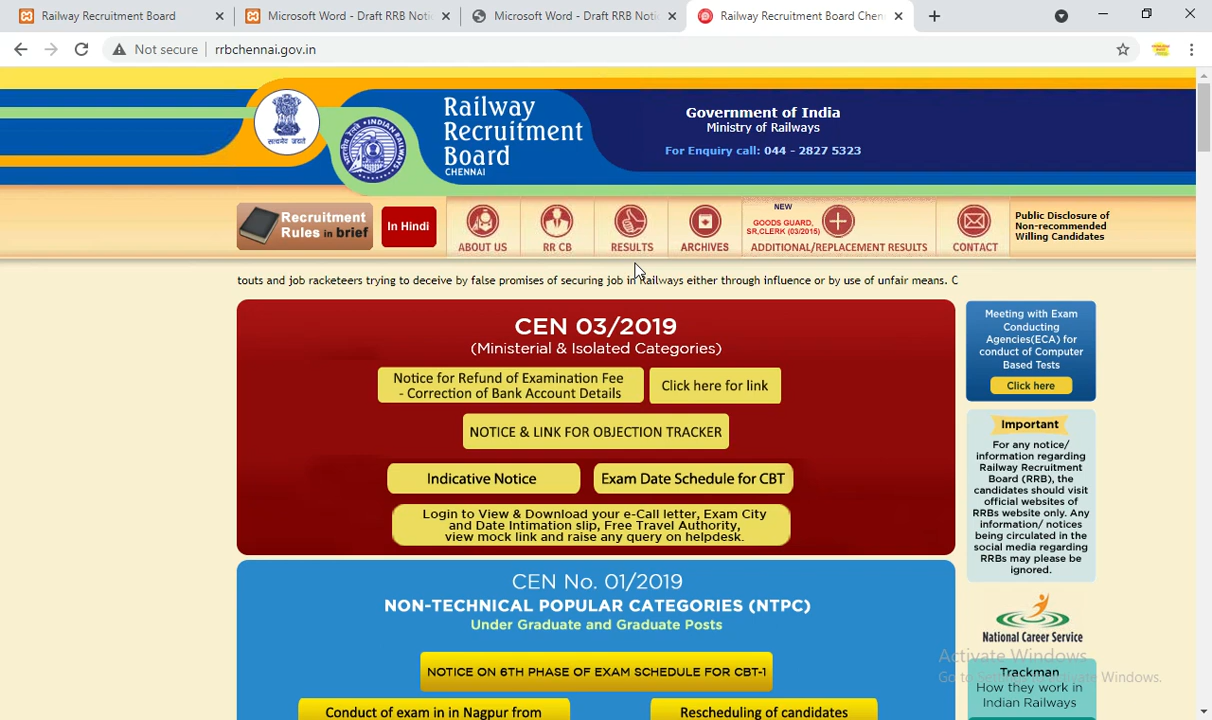 Railway Recruitment Board
Microsoft Word - Draft RRB Noti
Microsoft Word - Draft RRB Noti
Railway Recruitment Board Chen
Not secure
rrbchennai.gov.in
Railway
Recruitment
Board
CHENNAI
Government of India
Ministry of Railways
For Enquiry call: 044 - 2827 5323
सत्यमेव जयते
INDIAN RAILWAYS
Recruitment
Rules in brief
In Hindi
ABOUT US
RR CB
RESULTS
ARCHIVES
NEW
GOODS GUARD,
SR,CLERK (03/2015)
ADDITIONAL/REPLACEMENT RESULTS
CONTACT
Public Disclosure of
Non-recommended
Willing Candidates
touts and job racketeers trying to deceive by false promises of securing job in Railways either through influence or by use of unfair means. C
CEN 03/2019
(Ministerial & Isolated Categories)
Notice for Refund of Examination Fee
- Correction of Bank Account Details
Click here for link
NOTICE & LINK FOR OBJECTION TRACKER
Indicative Notice
Exam Date Schedule for CBT
Login to View & Download your e-Call letter, Exam City
and Date Intimation slip, Free Travel Authority,
view mock link and raise any query on helpdesk.
CEN No. 01/2019
NON-TECHNICAL POPULAR CATEGORIES (NTPC)
Under Graduate and Graduate Posts
NOTICE ON 6TH PHASE OF EXAM SCHEDULE FOR CBT-1
Conduct of exam in in Nagpur from
Rescheduling of candidates
Meeting with Exam
Conducting
Agencies(ECA) for
conduct of Computer
Based Tests
Click here
Important
For any notice/
information regarding
Railway Recruitment
Board (RRB), the
candidates should visit
official websites of
RRBs website only. Any
information/ notices
being circulated in the
social media regarding
RRBs may please be
ignored.
National Career Service
Trackman
How they work in
Indian Railways
Activate Windows
Go to Settings to activate Windows.